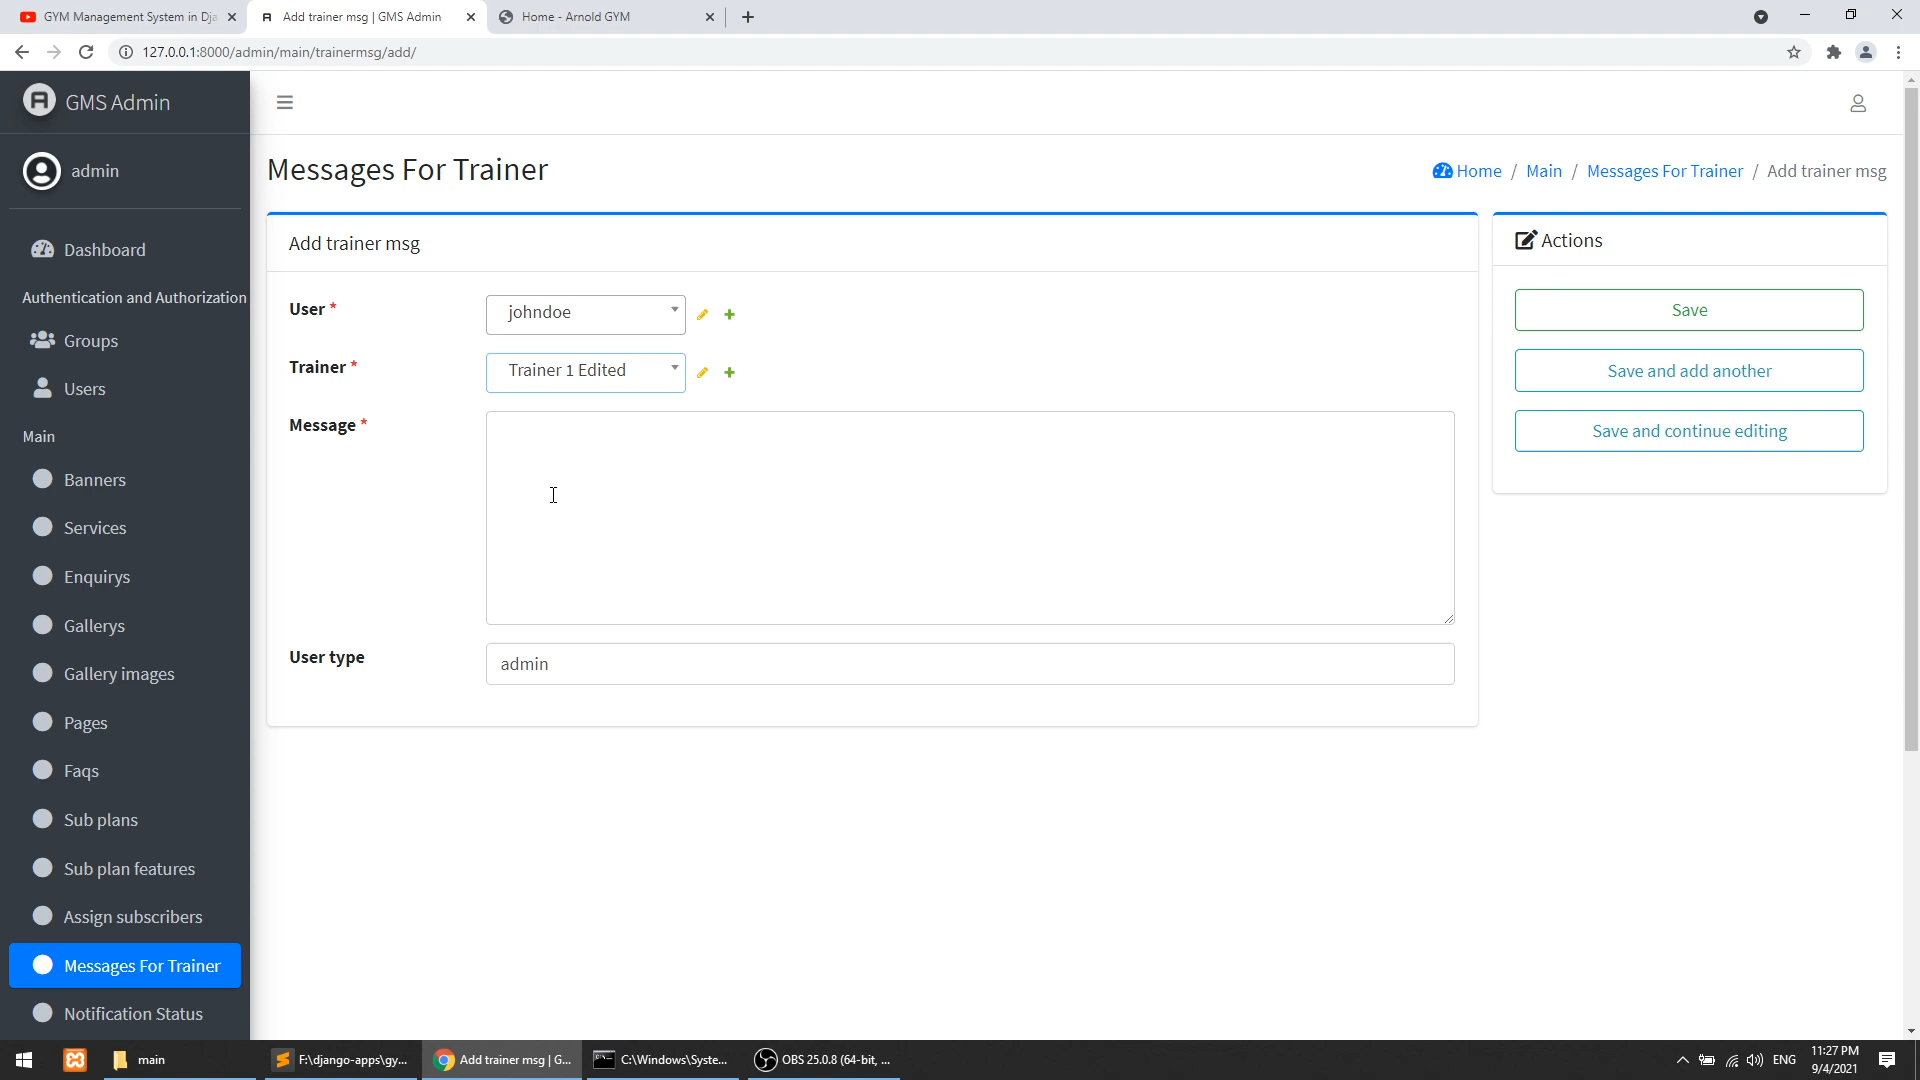 GYM Management System in Dja
Add trainer msg | GMS Admin
Home - Arnold GYM
127.0.0.1:8000/admin/main/trainermsg/add/
GMS Admin
admin
Messages For Trainer
Home / Main / Messages For Trainer / Add trainer msg
Dashboard
Authentication and Authorization
Groups
Users
Main
Banners
Services
Enquirys
Gallerys
Gallery images
Pages
Faqs
Sub plans
Sub plan features
Assign subscribers
Messages For Trainer
Notification Status
Add trainer msg
User *
johndoe
Trainer *
Trainer 1 Edited
Message *
User type
admin
Actions
Save
Save and add another
Save and continue editing
main
F:\django-apps\gy...
Add trainer msg | G...
C:\Windows\Syste...
OBS 25.0.8 (64-bit, ...
ENG
11:27 PM
9/4/2021